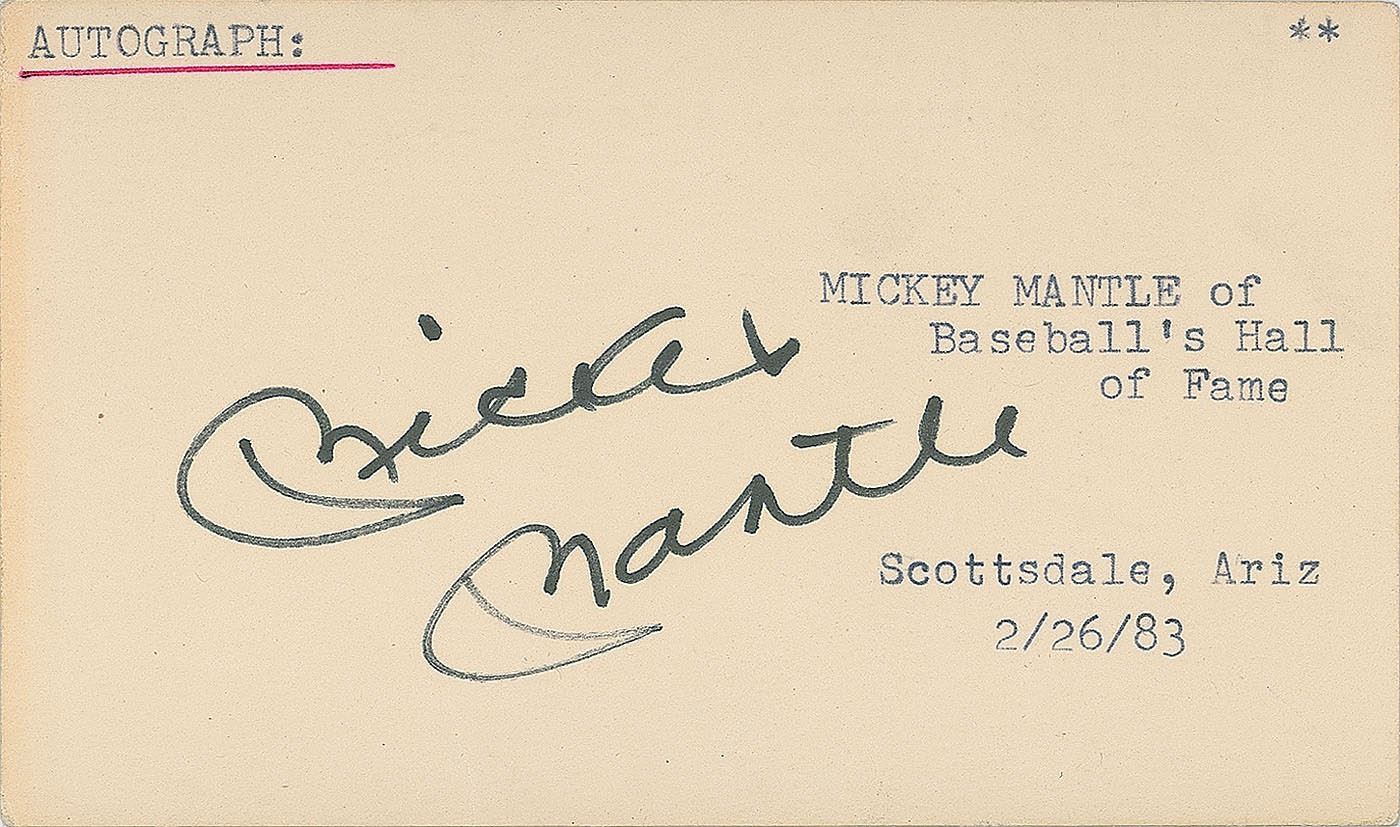 AUTOGRAPH:
**
MICKEY MANTLE of
Baseball's Hall
of Fame
Mickey
Mantle
Scottsdale, Ariz
2/26/83